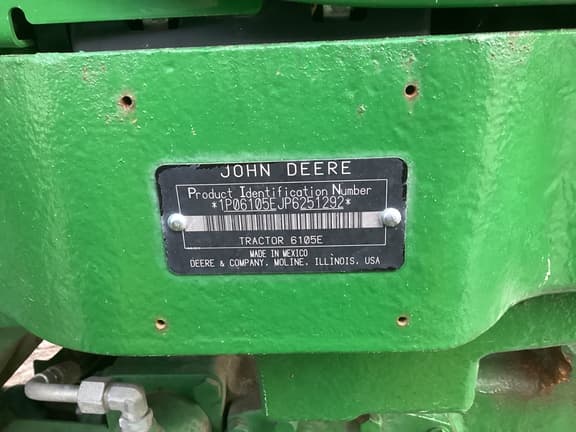 JOHN DEERE
Product Identification Number
*1P06105EJP6251292*
TRACTOR 6105E
MADE IN MEXICO
DEERE & COMPANY. MOLINE. ILLINOIS. USA